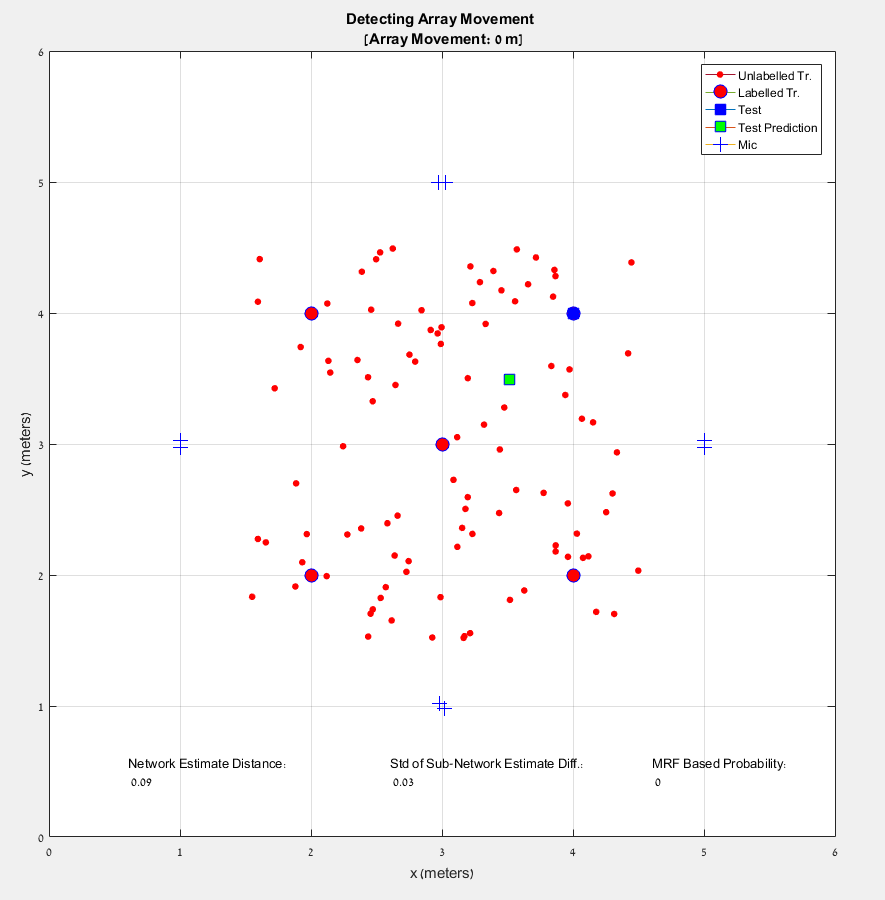 Detecting Array Movement
[Array Movement: 0 m]
6
5
4
3
2
1
0
y (meters)
Unlabelled Tr.
Labelled Tr.
Test
Test Prediction
Mic
Network Estimate Distance:
0.09
Std of Sub-Network Estimate Diff.:
0.03
MRF Based Probability:
0
0 1 2 3 4 5 6
x (meters)